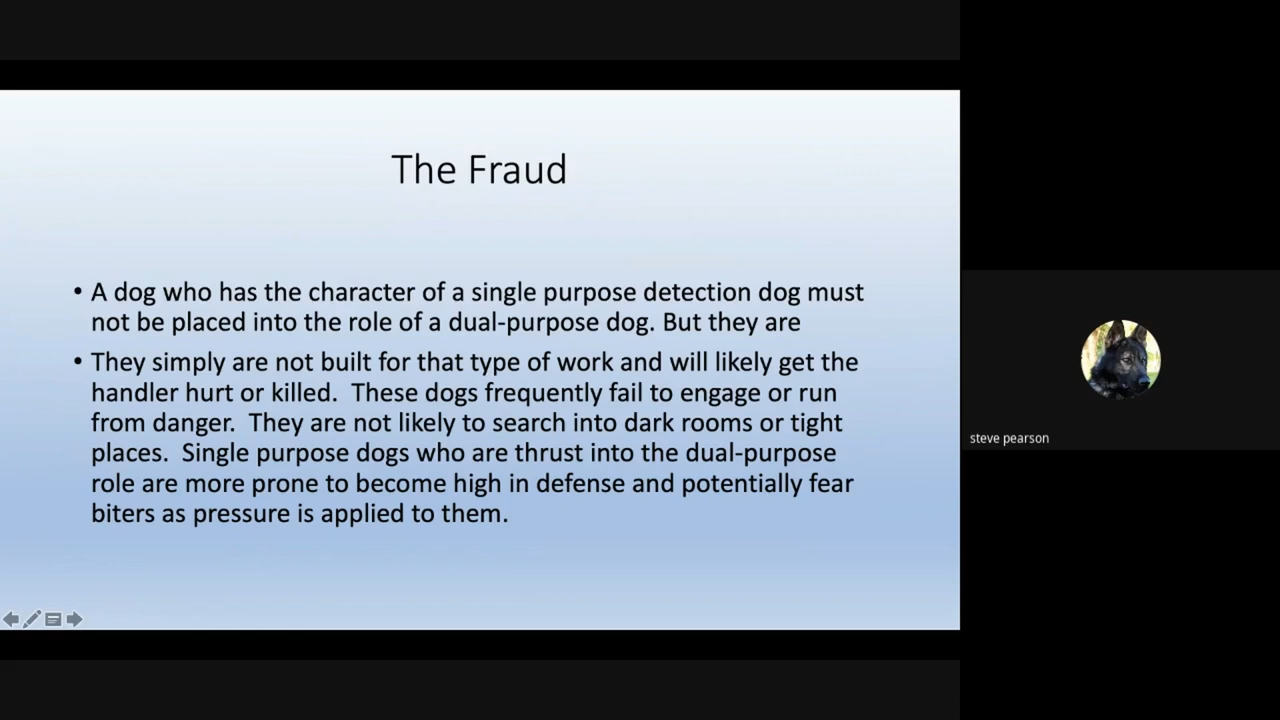 The Fraud
• A dog who has the character of a single purpose detection dog must
not be placed into the role of a dual-purpose dog. But they are
• They simply are not built for that type of work and will likely get the
handler hurt or killed.  These dogs frequently fail to engage or run
from danger.  They are not likely to search into dark rooms or tight
places.  Single purpose dogs who are thrust into the dual-purpose
role are more prone to become high in defense and potentially fear
biters as pressure is applied to them.
steve pearson